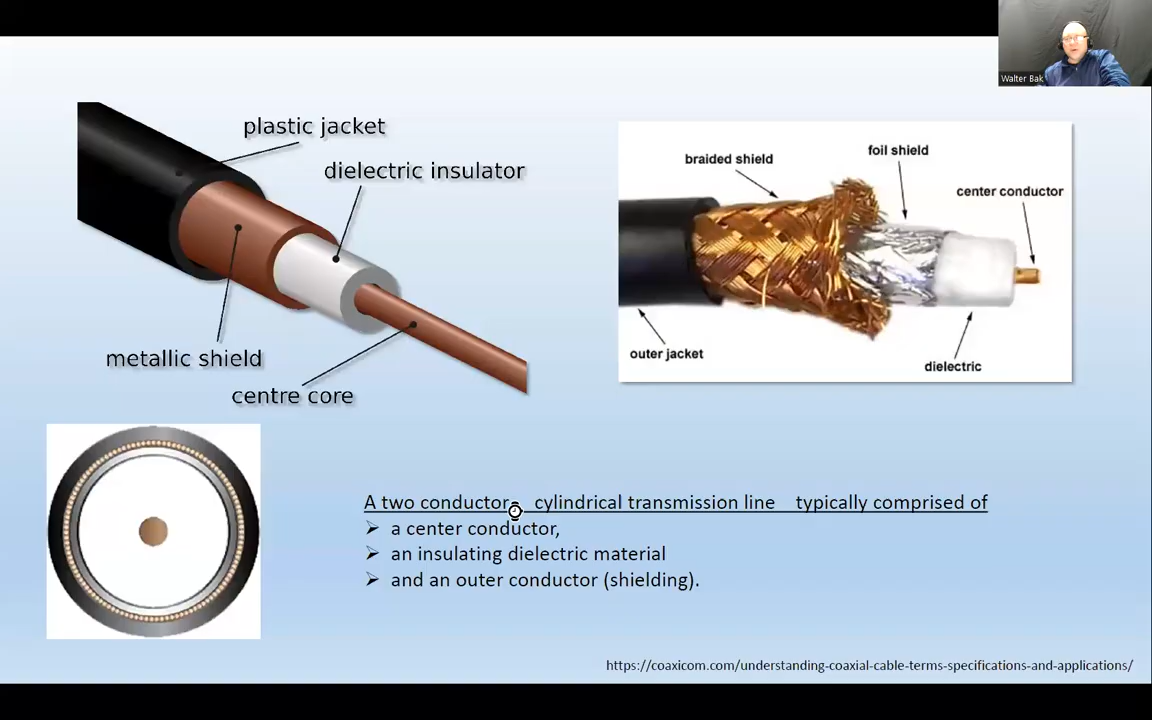 Walter Bak
plastic jacket
dielectric insulator
metallic shield
centre core
braided shield
foil shield
center conductor
outer jacket
dielectric
A two conductor cylindrical transmission line typically comprised of
a center conductor,
an insulating dielectric material
and an outer conductor (shielding).
https://coaxicom.com/understanding-coaxial-cable-terms-specifications-and-applications/